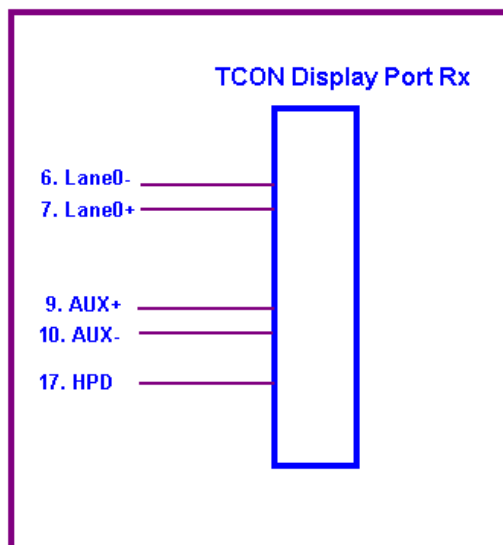 TCON Display Port Rx
6. Lane0-
7. Lane0+
9. AUX+
10. AUX-
17. HPD